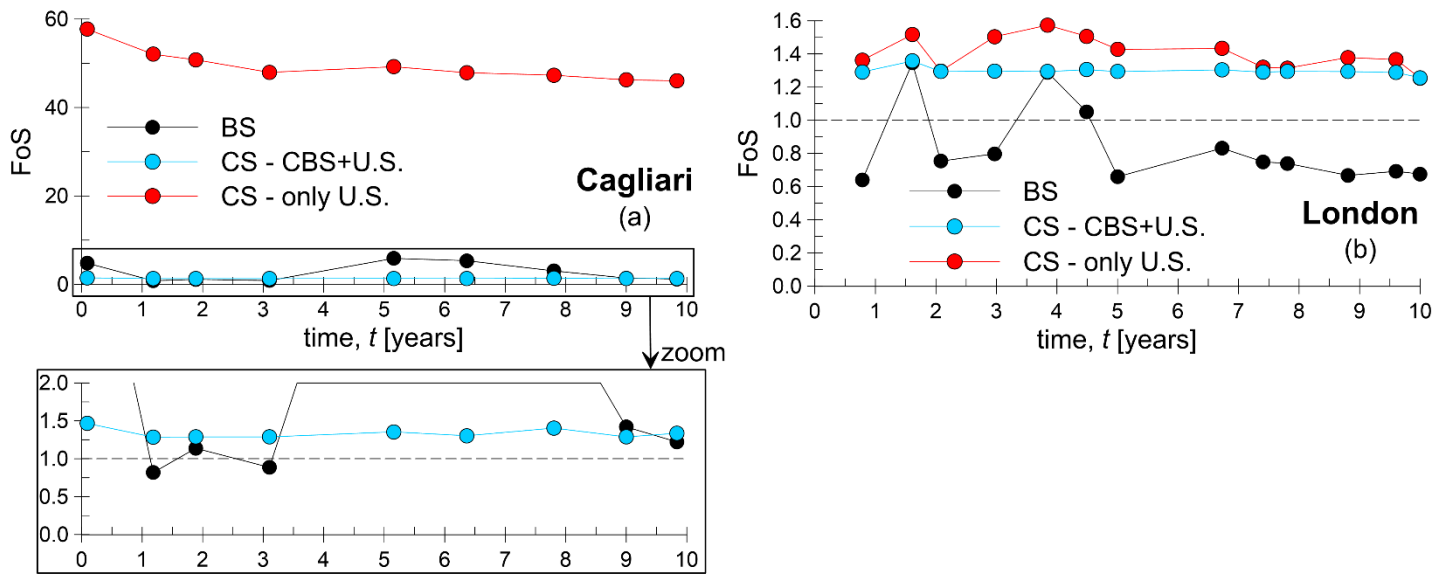 60
40
20
0
FoS
BS
CS - CBS+U.S.
CS - only U.S.
Cagliari
(a)
0 1 2 3 4 5 6 7 8 9 10
time, t [years]
zoom
2.0
1.5
1.0
0.5
0.0
0 1 2 3 4 5 6 7 8 9 10
1.6
1.4
1.2
1.0
0.8
0.6
0.4
0.2
0.0
FoS
BS
CS - CBS+U.S.
CS - only U.S.
London
(b)
0 1 2 3 4 5 6 7 8 9 10
time, t [years]